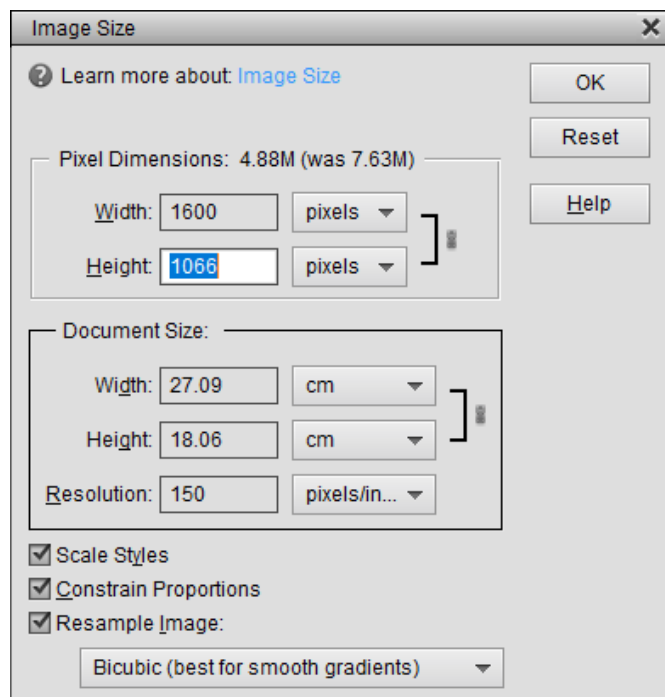 Image Size
Learn more about: Image Size
OK
Reset
Help
Pixel Dimensions: 4.88M (was 7.63M)
Width: 1600 pixels
Height: 1066 pixels
Document Size:
Width: 27.09 cm
Height: 18.06 cm
Resolution: 150 pixels/in...
Scale Styles
Constrain Proportions
Resample Image:
Bicubic (best for smooth gradients)